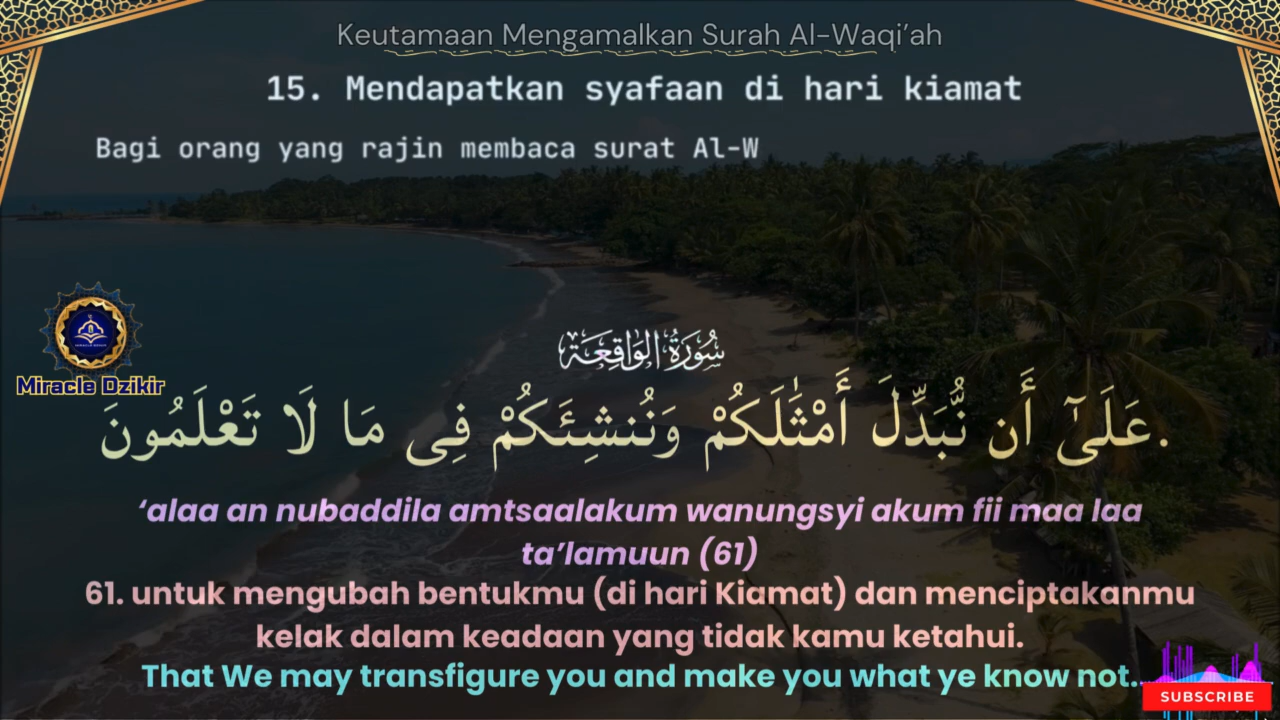 Keutamaan Mengamalkan Surah Al-Waqi’ah
15. Mendapatkan syafaan di hari kiamat
Bagi orang yang rajin membaca surat Al-W
سُورَةُ الوَاقِعَة
Miracle Dzikir
عَلَىٰٓ أَن نُّبَدِّلَ أَمْثَٰلَكُمْ وَنُنشِئَكُمْ فِى مَا لَا تَعْلَمُونَ.
‘alaa an nubaddila amtsaalakum wanungsyi akum fii maa laa
ta’lamuun (61)
61. untuk mengubah bentukmu (di hari Kiamat) dan menciptakanmu
kelak dalam keadaan yang tidak kamu ketahui.
That We may transfigure you and make you what ye know not..
SUBSCRIBE